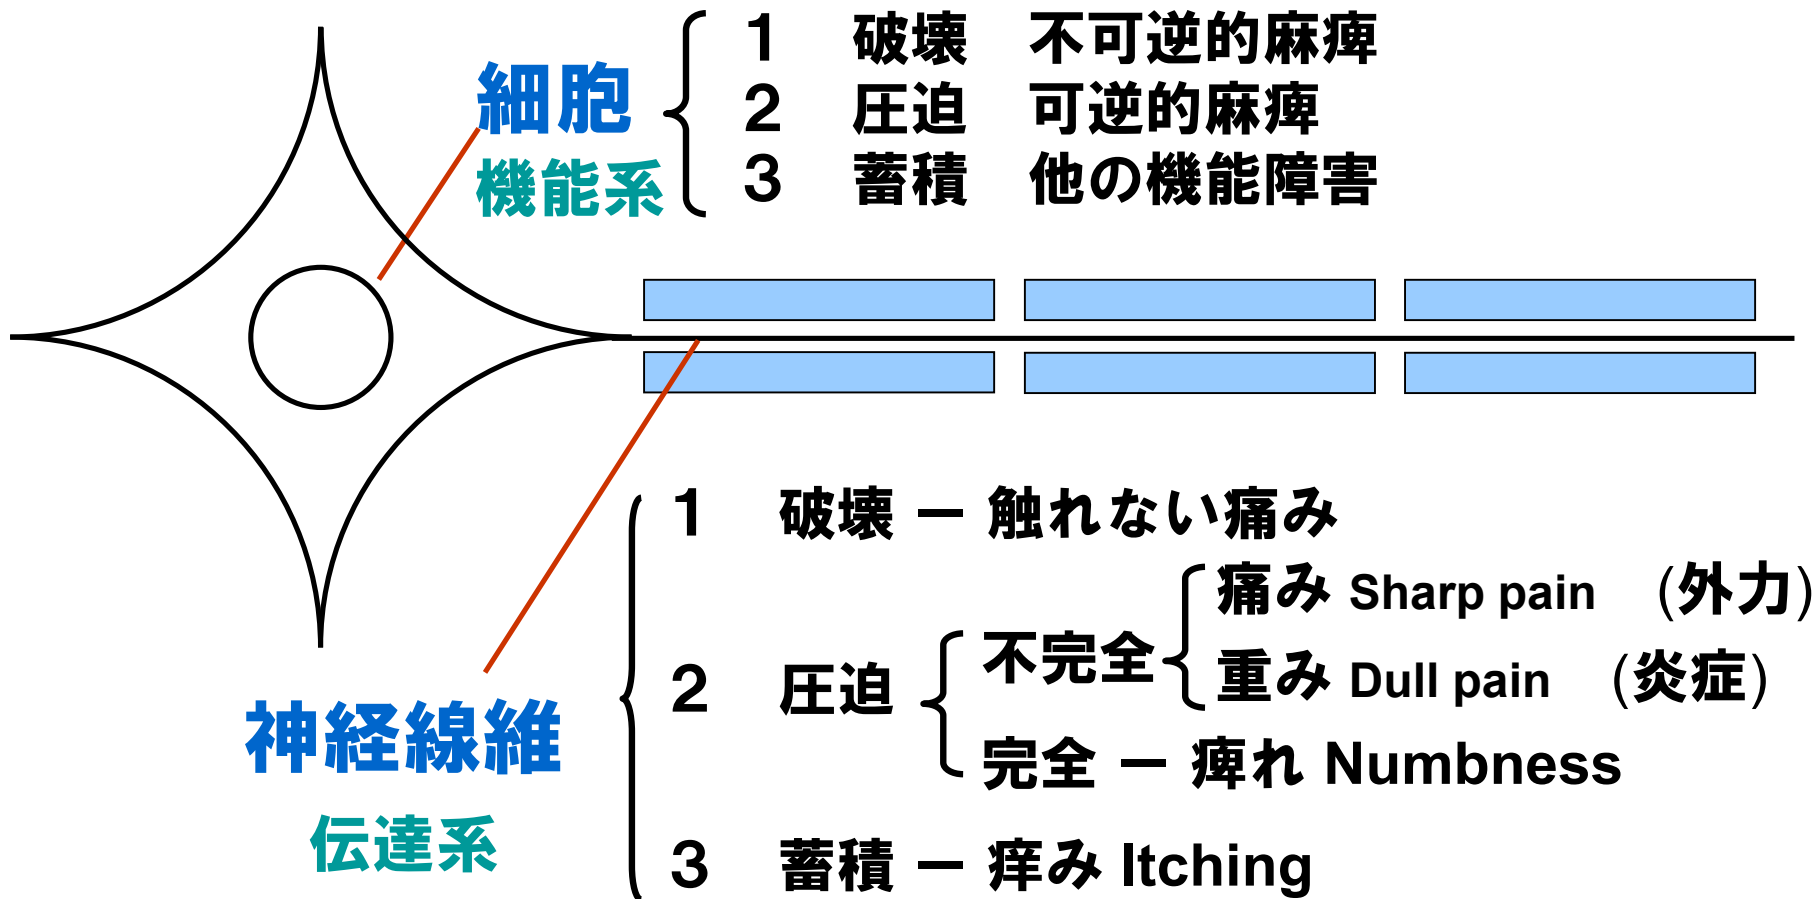 細胞
機能系
1 破壊 不可逆的麻痺
2 圧迫 可逆的麻痺
3 蓄積 他の機能障害
神経線維
伝達系
1 破壊 － 触れない痛み
2 圧迫
不完全
痛み Sharp pain (外力)
重み Dull pain (炎症)
完全 － 痺れ Numbness
3 蓄積 － 痒み Itching